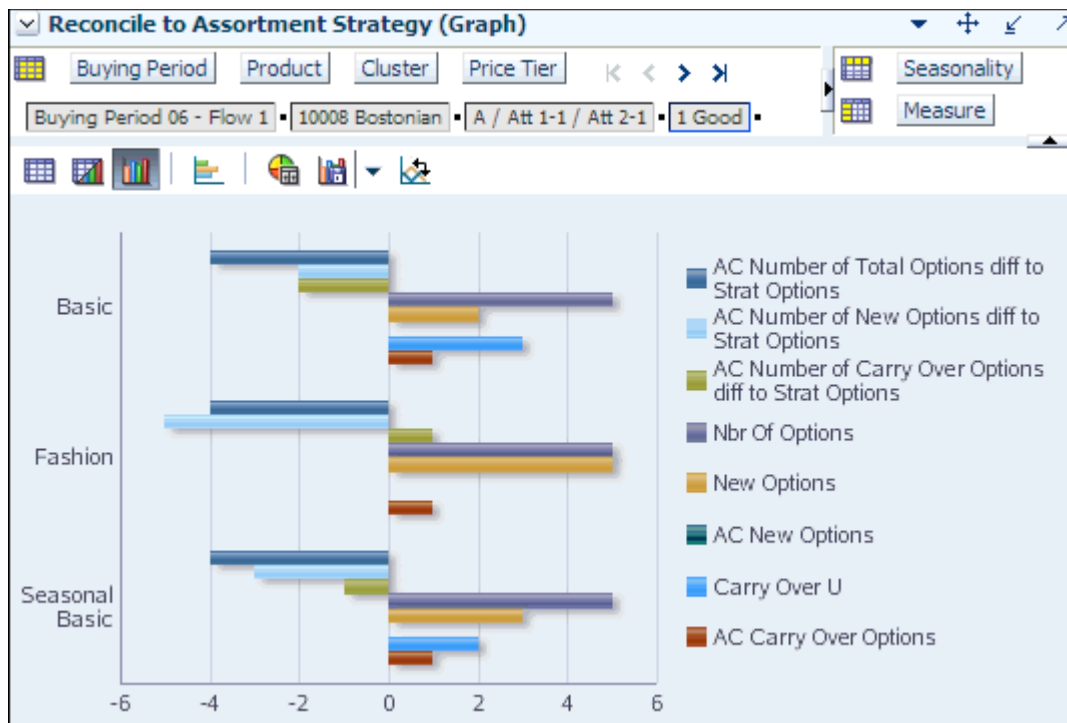 Reconcile to Assortment Strategy (Graph)
Buying Period Product Cluster Price Tier
Seasonality
Buying Period 06 - Flow 1 10008 Bostonian A / Att 1-1 / Att 2-1 1 Good
Measure
AC Number of Total Options diff to
Strat Options
AC Number of New Options diff to
Strat Options
AC Number of Carry Over Options
diff to Strat Options
Nbr Of Options
New Options
AC New Options
Carry Over U
AC Carry Over Options
Basic
Fashion
Seasonal
Basic
-6 -4 -2 0 2 4 6